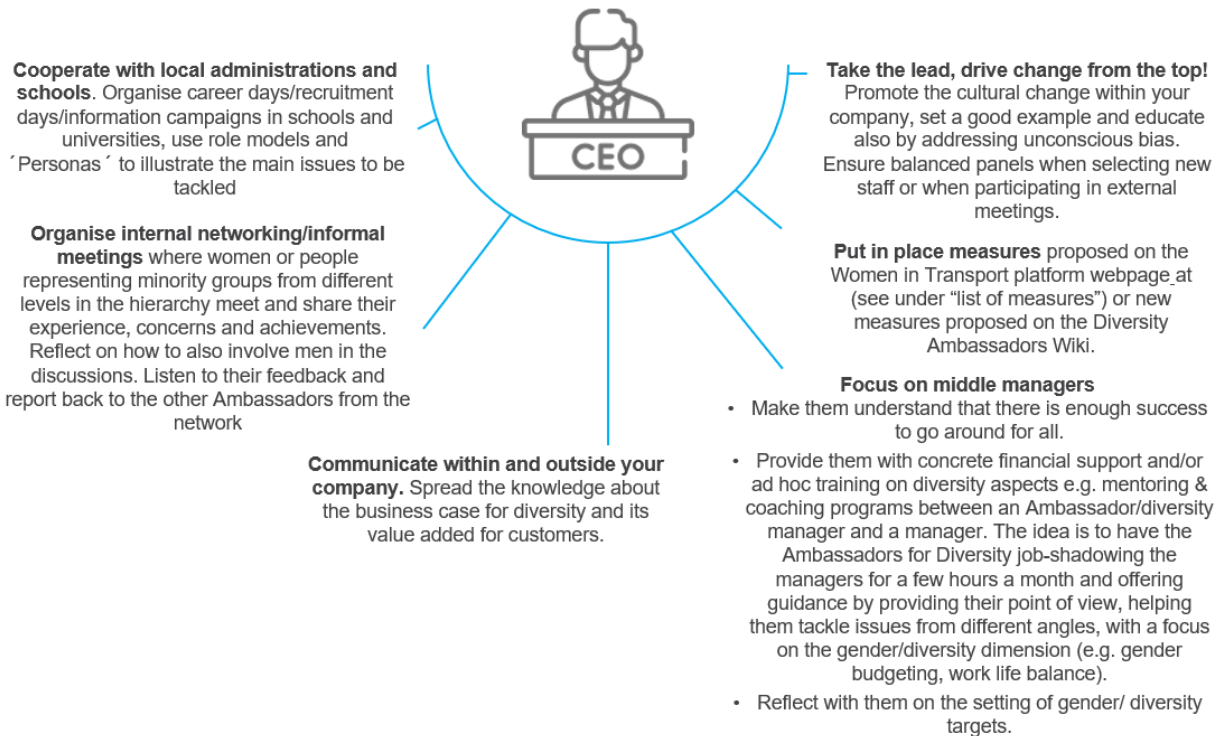 CEO
Cooperate with local administrations and
schools. Organise career days/recruitment
days/information campaigns in schools and
universities, use role models and
´Personas ´ to illustrate the main issues to be
tackled
Organise internal networking/informal
meetings where women or people
representing minority groups from different
levels in the hierarchy meet and share their
experience, concerns and achievements.
Reflect on how to also involve men in the
discussions. Listen to their feedback and
report back to the other Ambassadors from the
network
Communicate within and outside your
company. Spread the knowledge about
the business case for diversity and its
value added for customers.
Take the lead, drive change from the top!
Promote the cultural change within your
company, set a good example and educate
also by addressing unconscious bias.
Ensure balanced panels when selecting new
staff or when participating in external
meetings.
Put in place measures proposed on the
Women in Transport platform webpage at
(see under “list of measures”) or new
measures proposed on the Diversity
Ambassadors Wiki.
Focus on middle managers
• Make them understand that there is enough success
to go around for all.
• Provide them with concrete financial support and/or
ad hoc training on diversity aspects e.g. mentoring &
coaching programs between an Ambassador/diversity
manager and a manager. The idea is to have the
Ambassadors for Diversity job-shadowing the
managers for a few hours a month and offering
guidance by providing their point of view, helping
them tackle issues from different angles, with a focus
on the gender/diversity dimension (e.g. gender
budgeting, work life balance).
• Reflect with them on the setting of gender/ diversity
targets.